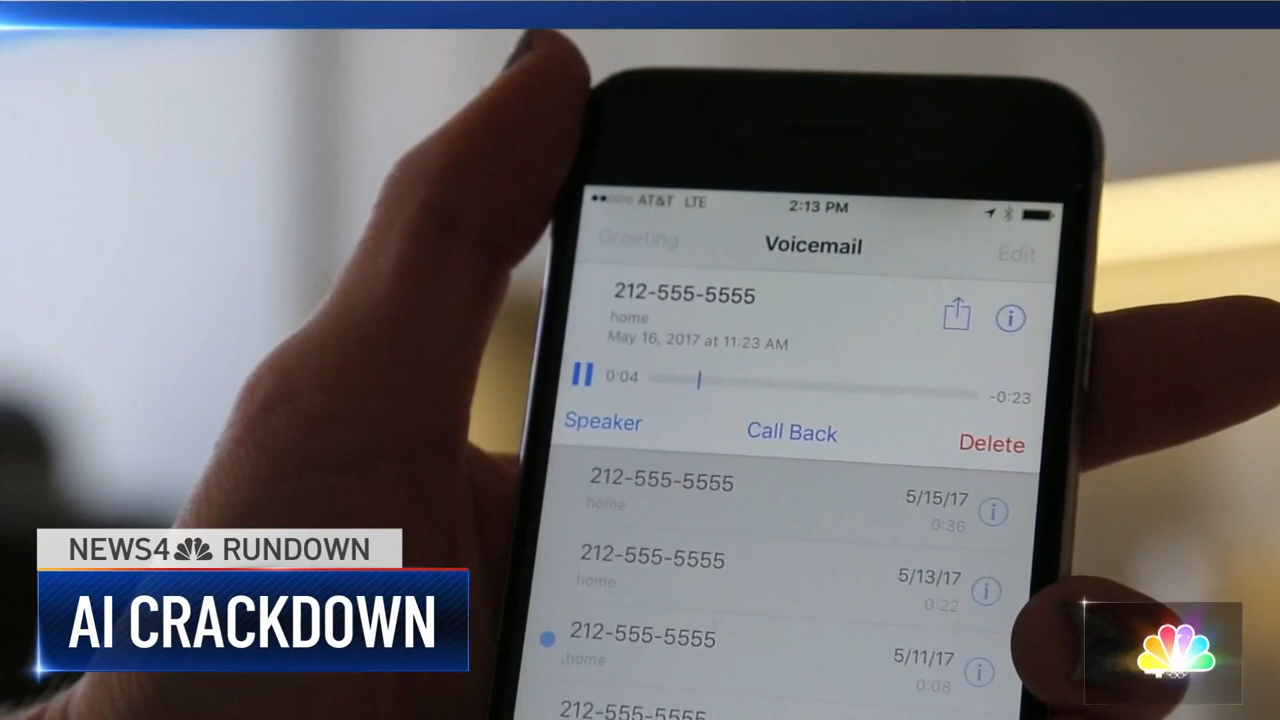 AT&T LTE 2:13 PM
Greeting Voicemail Edit
212-555-5555
home
May 16, 2017 at 11:23 AM
0:04 -0:23
Speaker Call Back Delete
212-555-5555 5/15/17
home 0:36
212-555-5555 5/13/17
home 0:22
212-555-5555 5/11/17
home 0:08
212-555-5555
NEWS4 RUNDOWN
AI CRACKDOWN